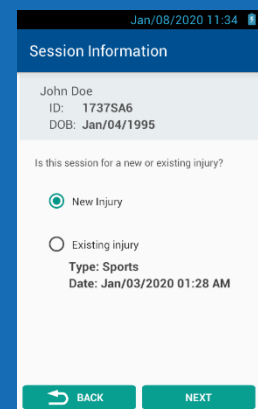 Jan/08/2020 11:34
Session Information
John Doe
ID: 1737SA6
DOB: Jan/04/1995
Is this session for a new or existing injury?
New Injury
Existing injury
Type: Sports
Date: Jan/03/2020 01:28 AM
BACK NEXT